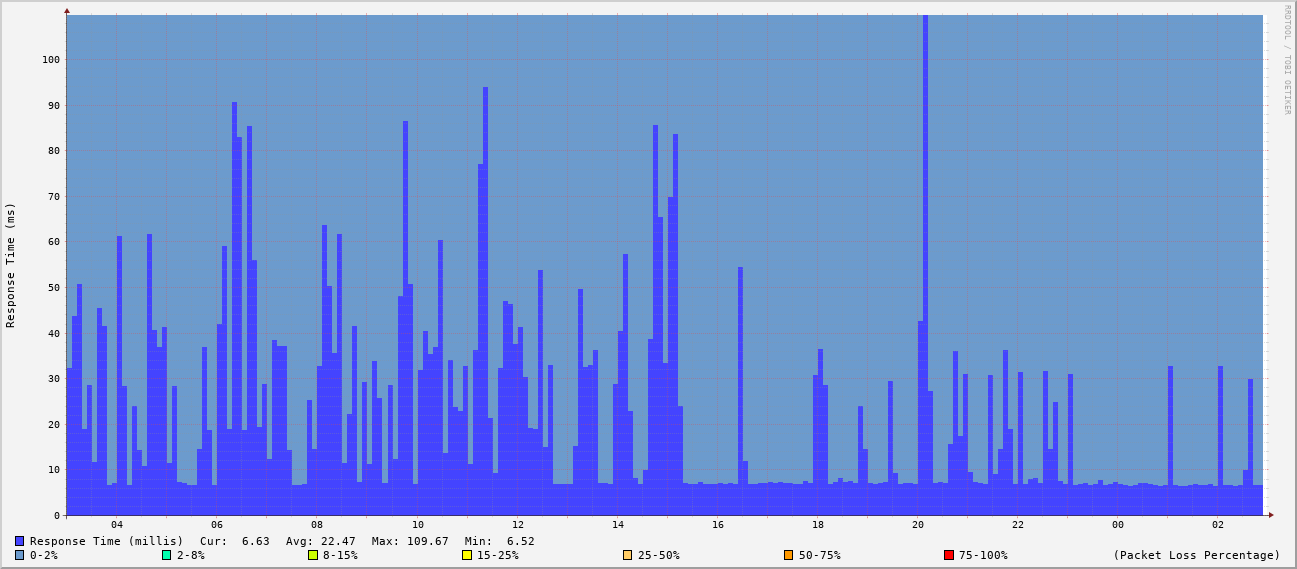 RRDTOOL / TOBI OETIKER
Response Time (ms)
100
90
80
70
60
50
40
30
20
10
0
04 06 08 10 12 14 16 18 20 22 00 02
Response Time (millis) Cur: 6.63 Avg: 22.47 Max: 109.67 Min: 6.52
0-2% 2-8% 8-15% 15-25% 25-50% 50-75% 75-100% (Packet Loss Percentage)